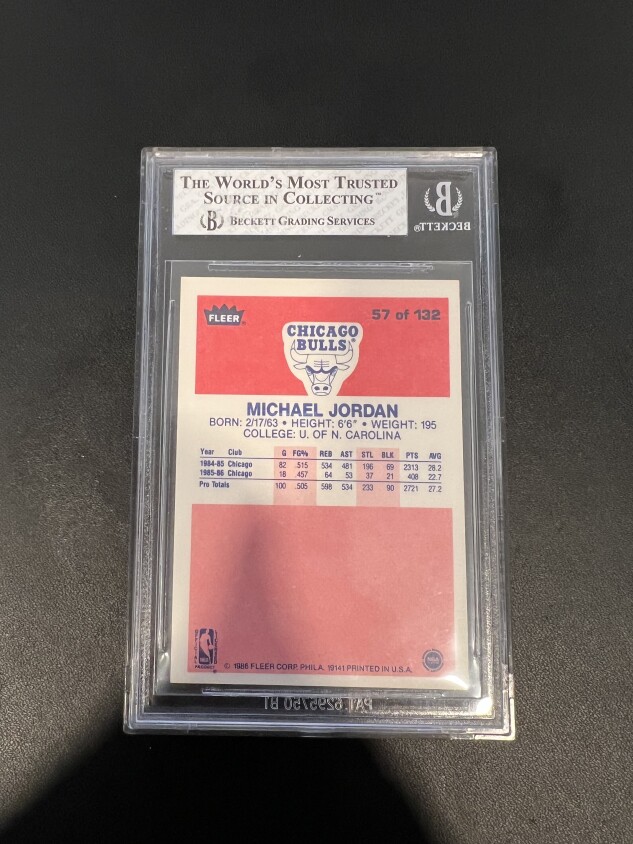 THE WORLD'S MOST TRUSTED
SOURCE IN COLLECTING™
BECKETT GRADING SERVICES
BECKETT®
FLEER®
57 of 132
CHICAGO
BULLS®
MICHAEL JORDAN
BORN: 2/17/63 • HEIGHT: 6'6" • WEIGHT: 195
COLLEGE: U. OF N. CAROLINA
Year Club G FG% REB AST STL BLK PTS AVG
1984-85 Chicago 82 .515 534 481 196 69 2313 28.2
1985-86 Chicago 18 .457 64 53 37 21 408 22.7
Pro Totals 100 .505 598 534 233 90 2721 27.2
© 1986 FLEER CORP. PHILA. 19141 PRINTED IN U.S.A.